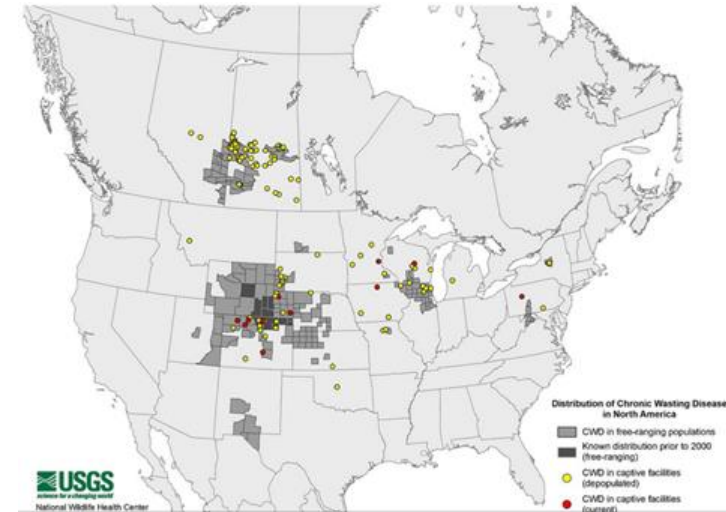 Distribution of Chronic Wasting Disease
in North America
CWD in free-ranging populations
Known distribution prior to 2000
(free-ranging)
CWD in captive facilities
(depopulated)
CWD in captive facilities
(current)
USGS
science for a changing world
National Wildlife Health Center